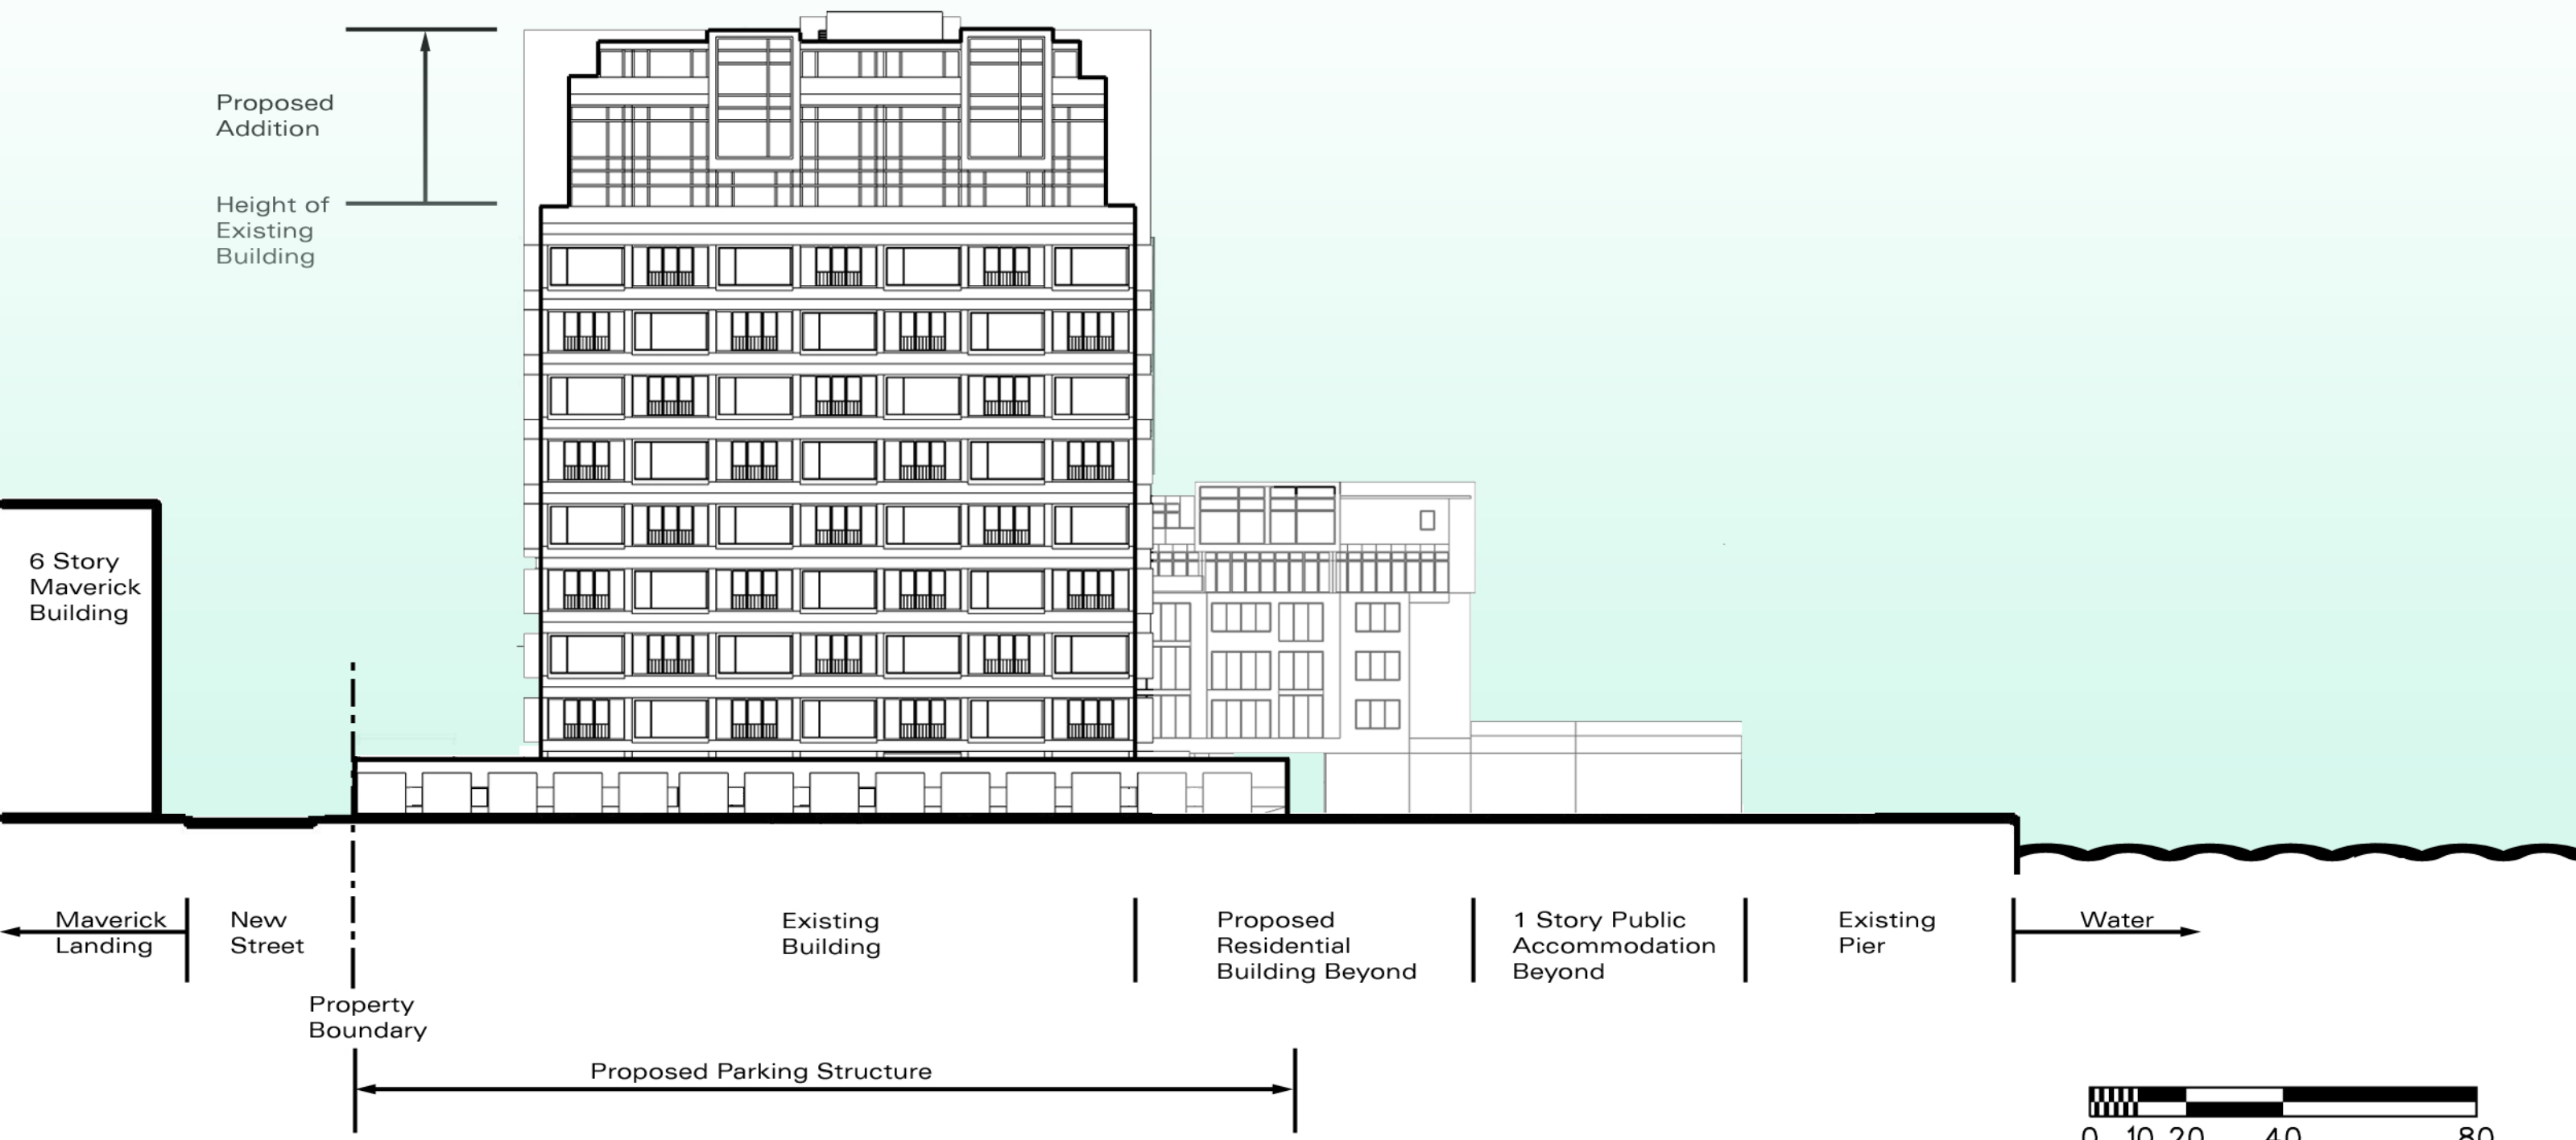 Proposed
Addition
Height of
Existing
Building
6 Story
Maverick
Building
Maverick
Landing
New
Street
Existing
Building
Proposed
Residential
Building Beyond
1 Story Public
Accommodation
Beyond
Existing
Pier
Water
Property
Boundary
Proposed Parking Structure
0 10 20 40 80